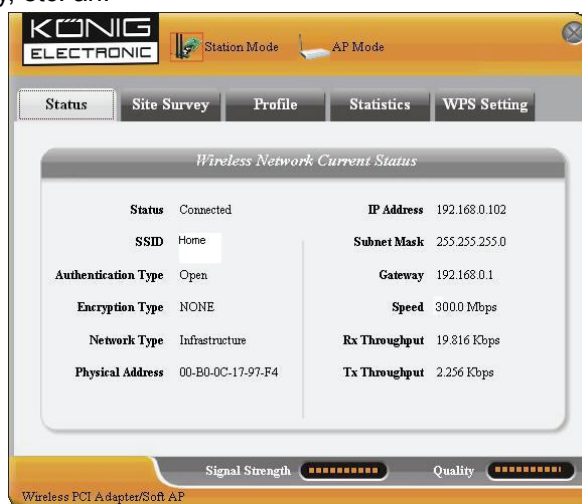 KÖNIG
ELECTRONIC
Station Mode
AP Mode
Status
Site Survey
Profile
Statistics
WPS Setting
Wireless Network Current Status
Status Connected
SSID Home
Authentication Type Open
Encryption Type NONE
Network Type Infrastructure
Physical Address 00-B0-0C-17-97-F4
IP Address 192.168.0.102
Subnet Mask 255.255.255.0
Gateway 192.168.0.1
Speed 300.0 Mbps
Rx Throughput 19.816 Kbps
Tx Throughput 2.256 Kbps
Signal Strength
Quality
Wireless PCI Adapter/Soft AP